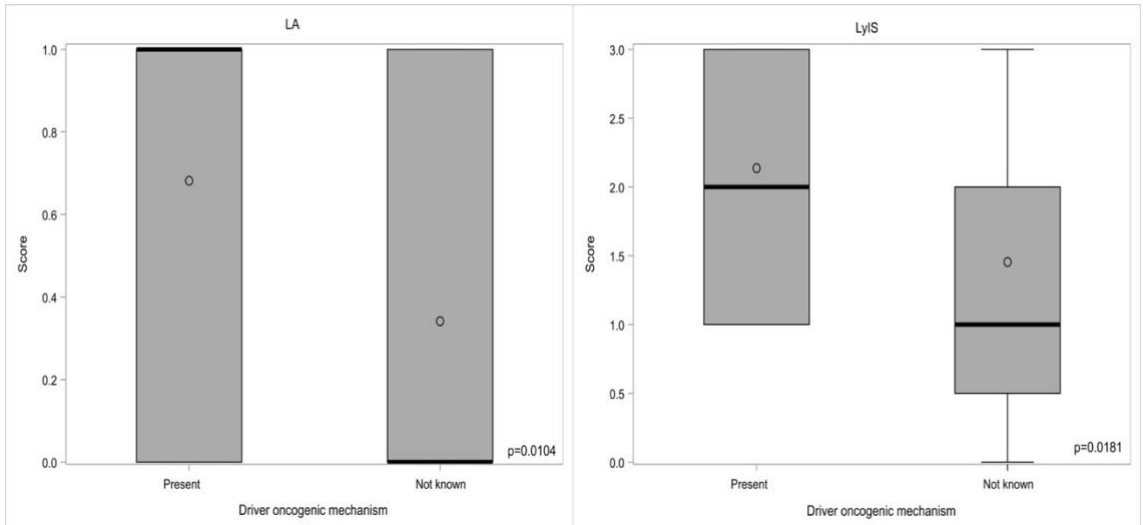 LA
1.0
0.8
0.6
0.4
0.2
0.0
Score
Present
Not known
p=0.0104
Driver oncogenic mechanism
LyIS
3.0
2.5
2.0
1.5
1.0
0.5
0.0
Score
Present
Not known
p=0.0181
Driver oncogenic mechanism